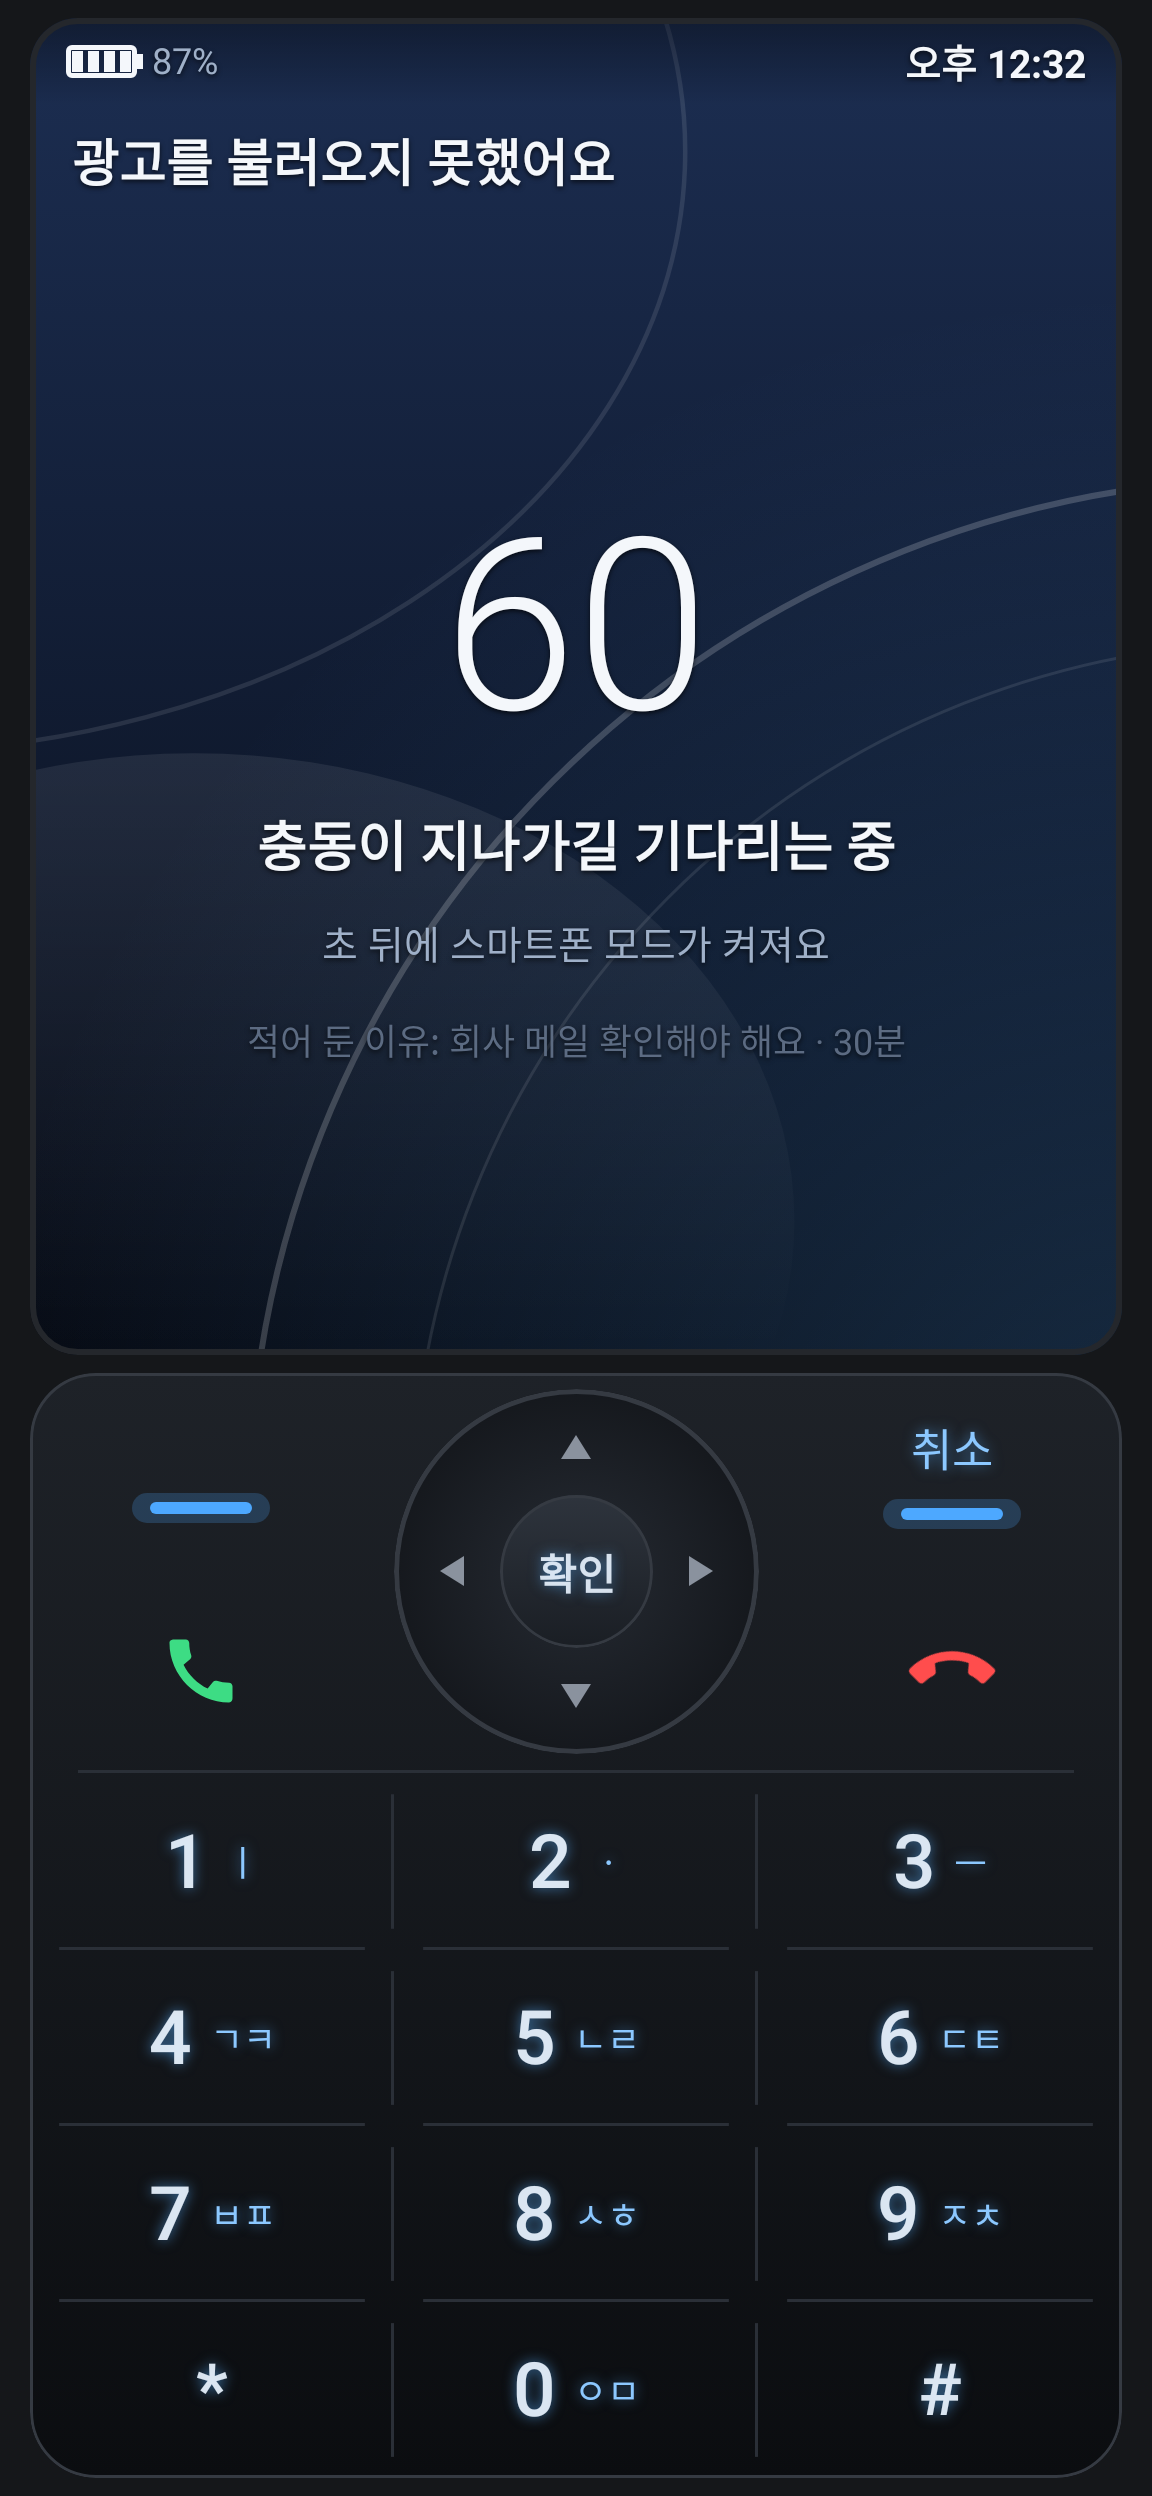 87%
오후 12:32
광고를 불러오지 못했어요
60
충동이 지나가길 기다리는 중
초 뒤에 스마트폰 모드가 켜져요
적어 둔 이유: 회사 메일 확인해야 해요 · 30분
취소
확인
1 ㅣ
2 ·
3 ㅡ
4 ㄱㅋ
5 ㄴㄹ
6 ㄷㅌ
7 ㅂㅍ
8 ㅅㅎ
9 ㅈㅊ
*
0 ㅇㅁ
#